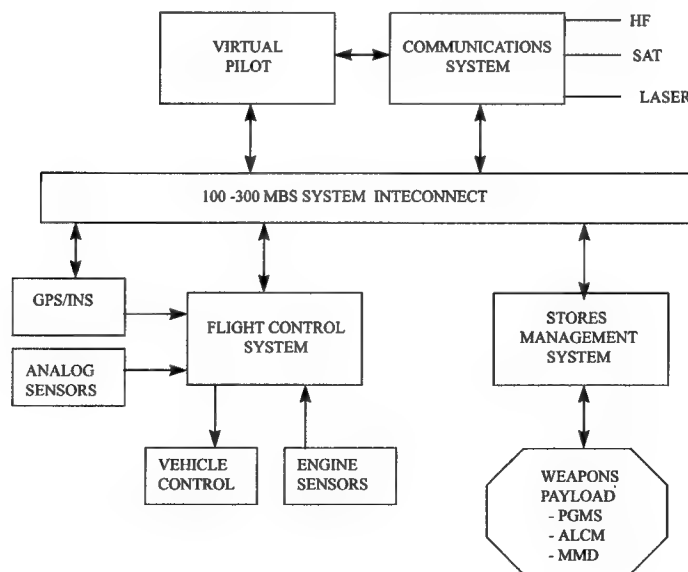 VIRTUAL
PILOT
COMMUNICATIONS
SYSTEM
HF
SAT
LASER
100 -300 MBS SYSTEM INTECONNECT
GPS/INS
FLIGHT CONTROL
SYSTEM
STORES
MANAGEMENT
SYSTEM
ANALOG
SENSORS
VEHICLE
CONTROL
ENGINE
SENSORS
WEAPONS
PAYLOAD
- PGMS
- ALCM
- MMD